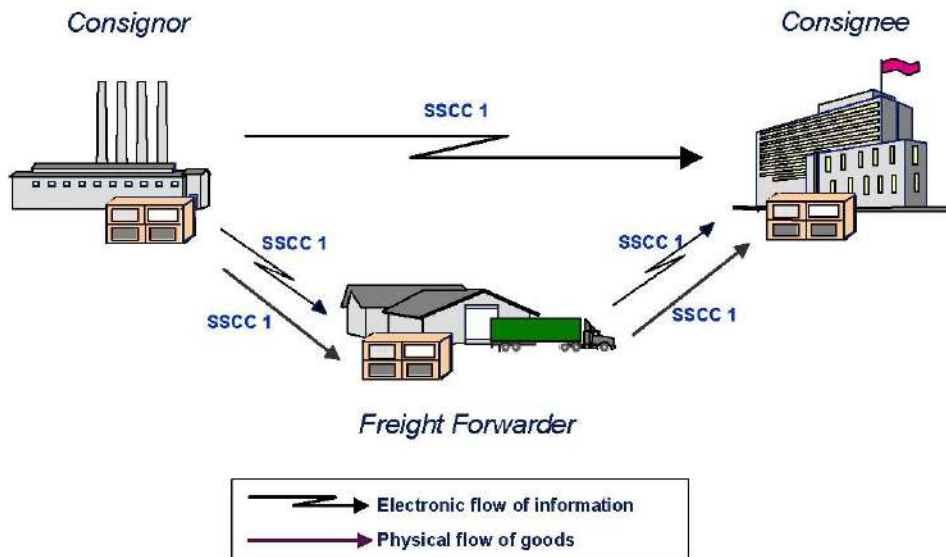 Consignor
Consignee
SSCC 1
SSCC 1
SSCC 1
SSCC 1
SSCC 1
Freight Forwarder
Electronic flow of information
Physical flow of goods